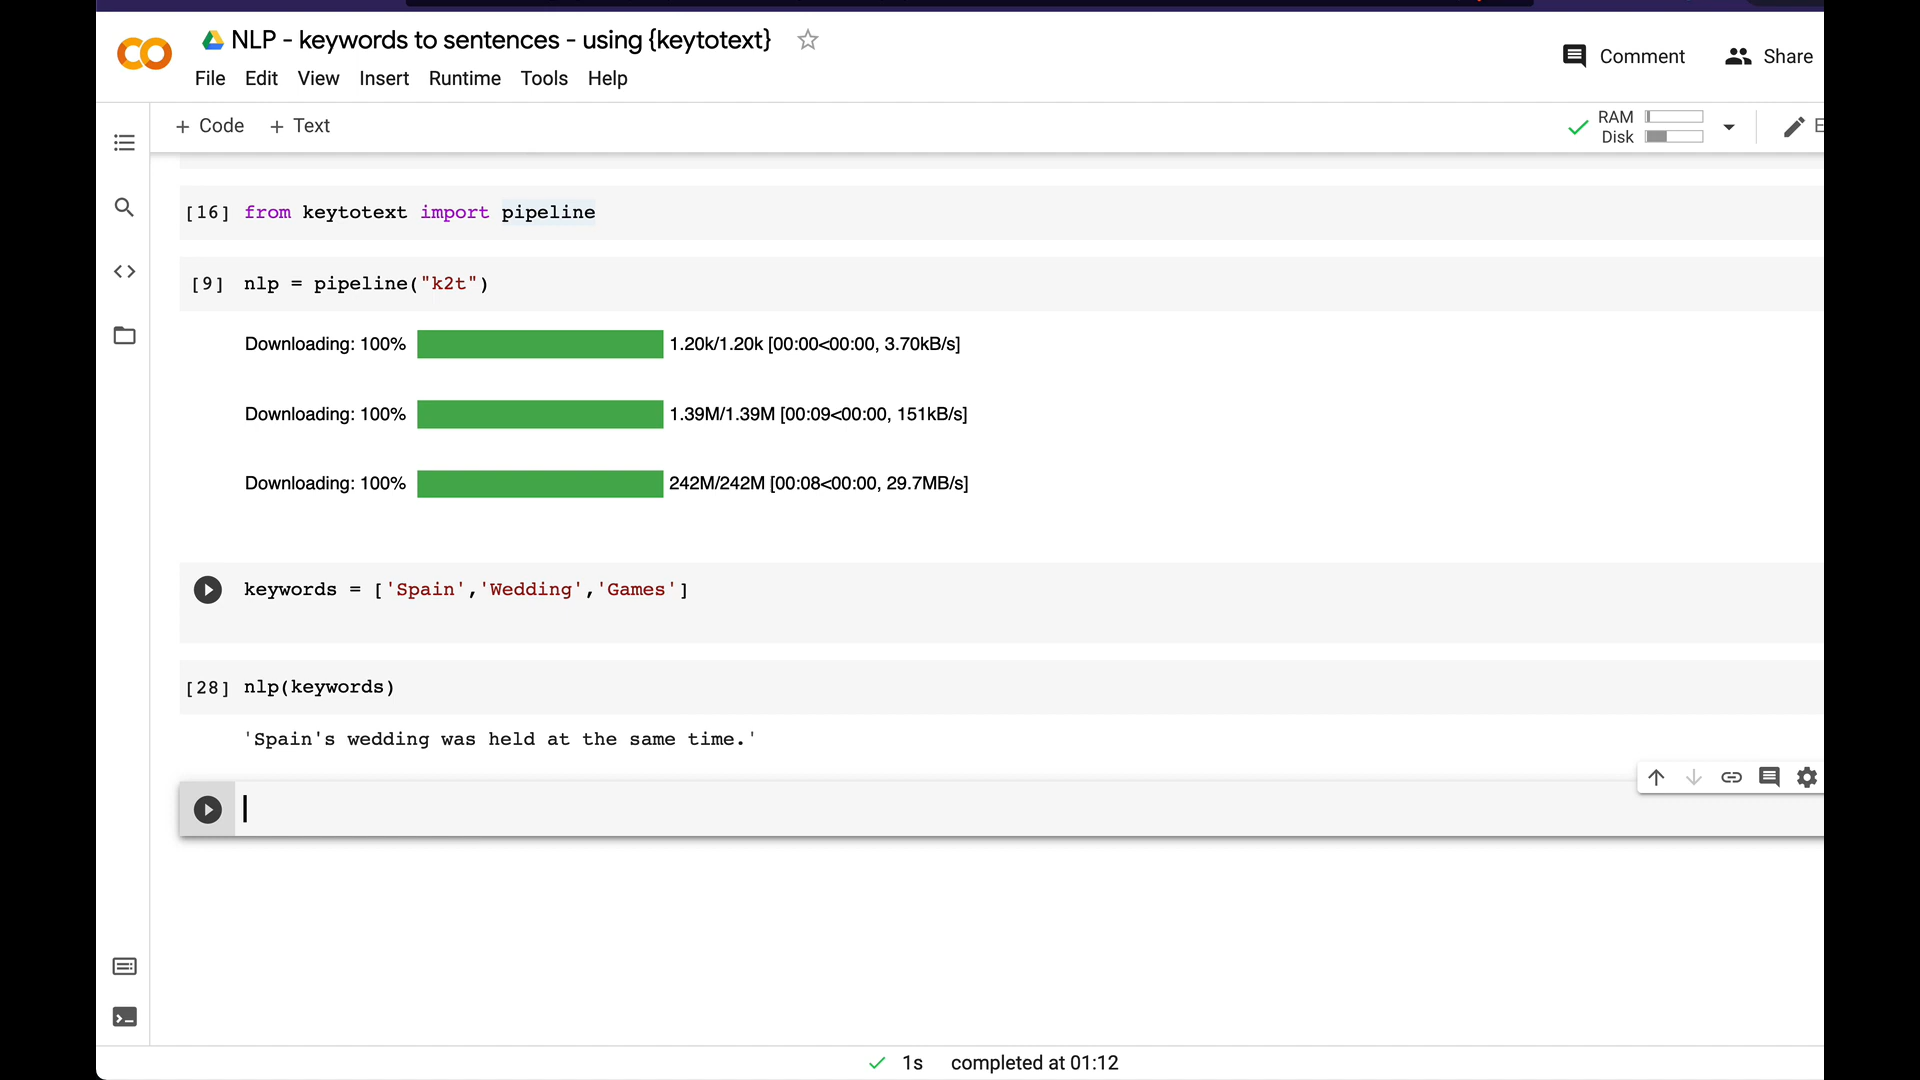 NLP - keywords to sentences - using {keytotext}
Comment
Share
File Edit View Insert Runtime Tools Help
+ Code + Text
RAM
Disk
[16] from keytotext import pipeline
[9] nlp = pipeline("k2t")
Downloading: 100% 1.20k/1.20k [00:00<00:00, 3.70kB/s]
Downloading: 100% 1.39M/1.39M [00:09<00:00, 151kB/s]
Downloading: 100% 242M/242M [00:08<00:00, 29.7MB/s]
keywords = ['Spain','Wedding','Games']
[28] nlp(keywords)
'Spain's wedding was held at the same time.'
1s completed at 01:12